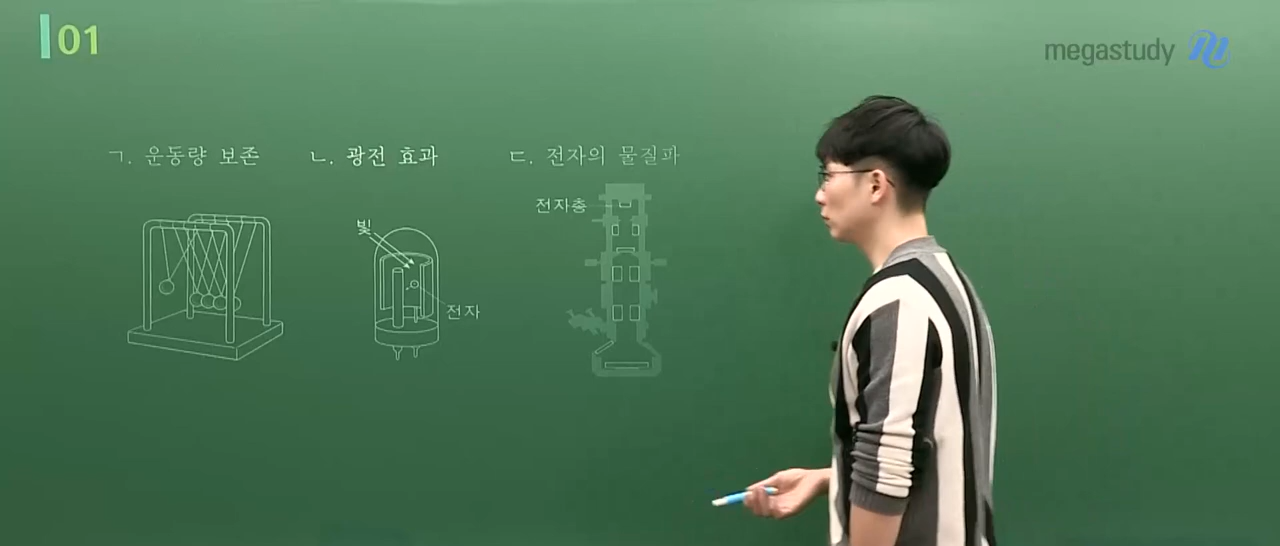 01
megastudy
ㄱ. 운동량 보존
ㄴ. 광전 효과
ㄷ. 전자의 물질파
전자총
빛
전자